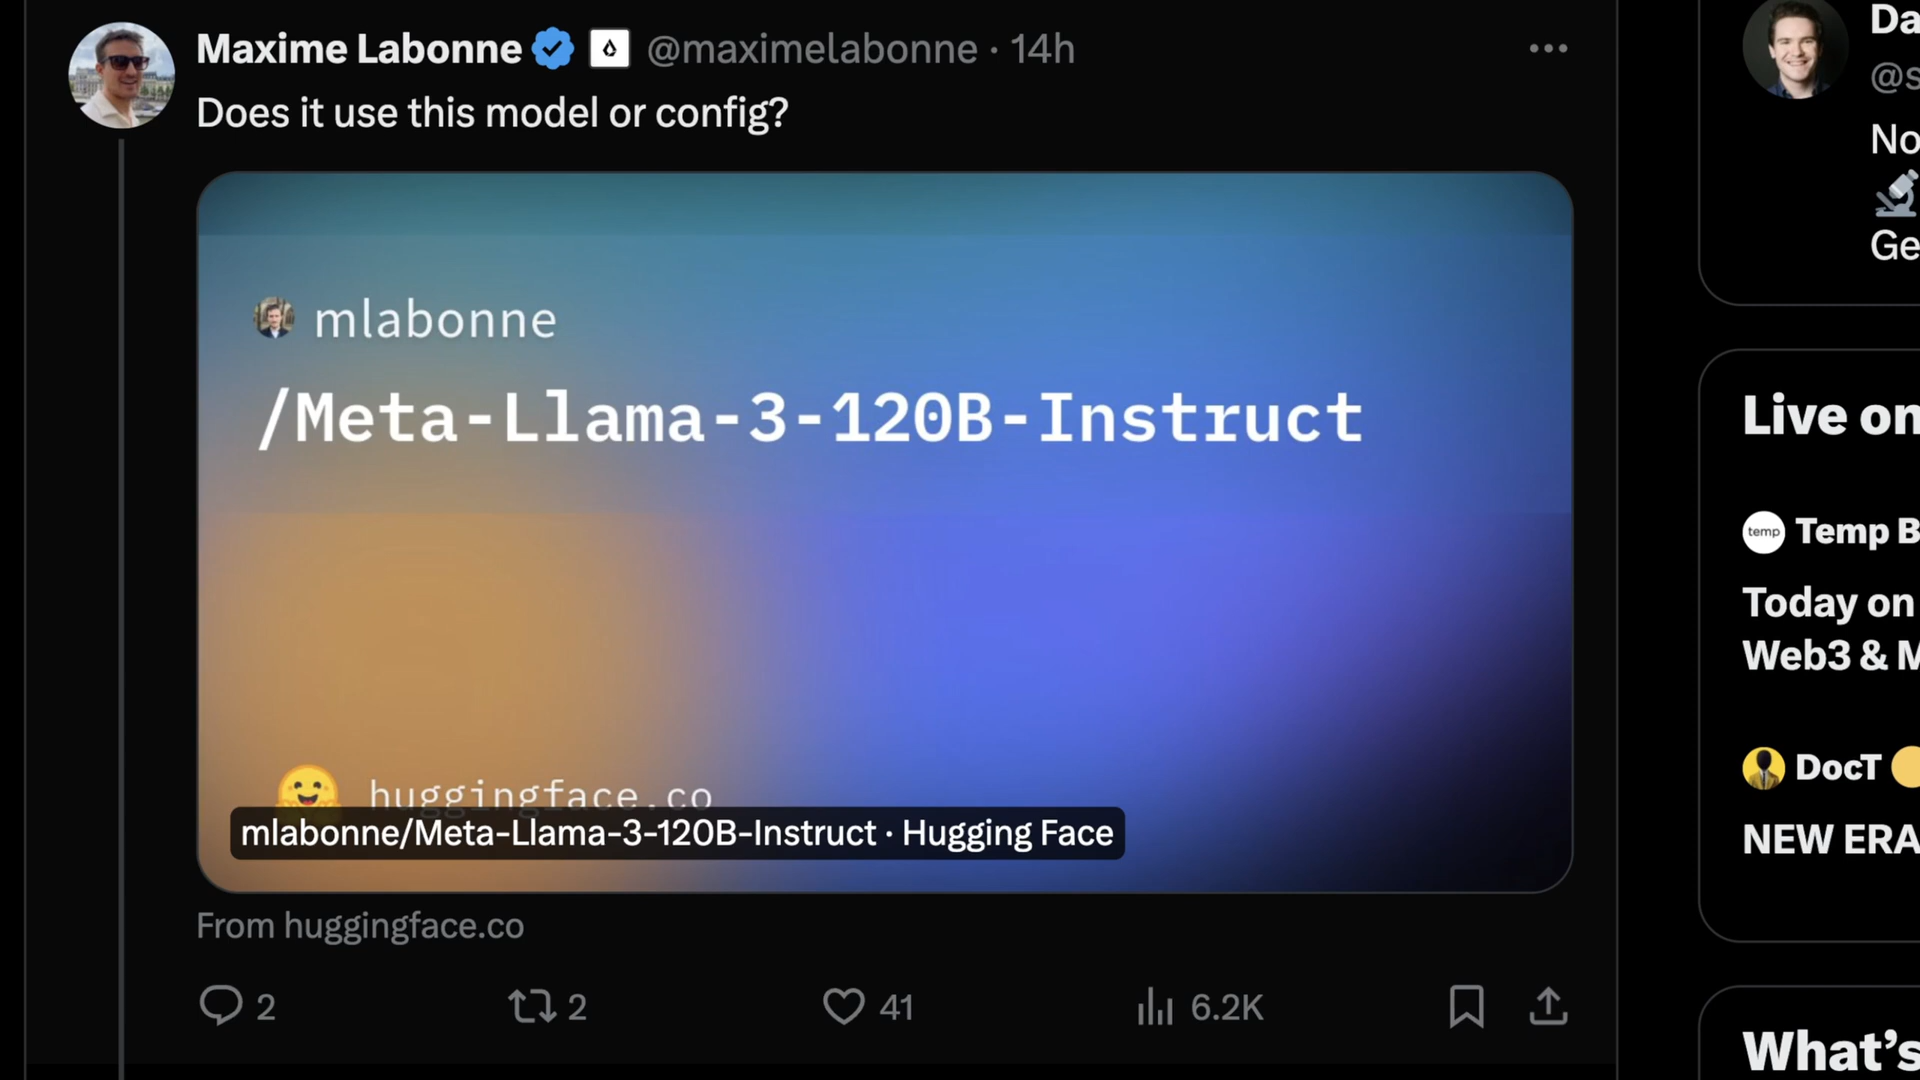 Maxime Labonne @maximelabonne · 14h
Does it use this model or config?
mlabonne
/Meta-Llama-3-120B-Instruct
huggingface.co
mlabonne/Meta-Llama-3-120B-Instruct · Hugging Face
From huggingface.co
2 2 41 6.2K
Da
@s
No
Ge
Live on
temp Temp B
Today on
Web3 & M
DocT
NEW ERA
What's